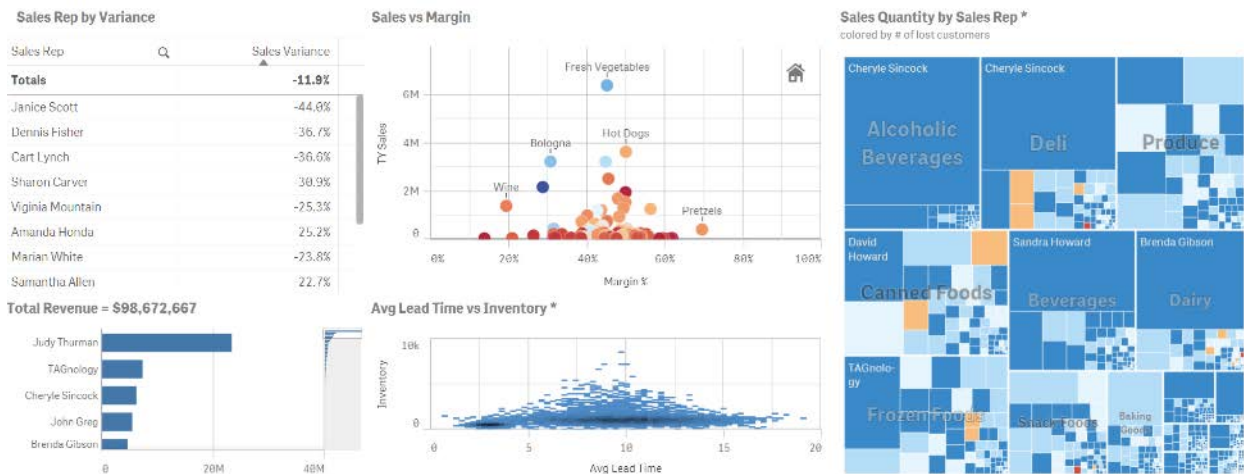 Sales Rep by Variance
Sales Rep
Sales Variance
Totals
-11.9%
Janice Scott
-44.0%
Dennis Fisher
-36.7%
Cart Lynch
-36.6%
Sharon Carver
30.9%
Viginia Mountain
-25.3%
Amanda Honda
25.2%
Marian White
-23.8%
Samantha Allen
22.7%
Sales vs Margin
TY Sales
6M
4M
2M
0
Fresh Vegetables
Bologna
Hot Dogs
Wine
Pretzels
0%
20%
40%
60%
80%
100%
Margin %
Sales Quantity by Sales Rep *
colored by # of lost customers
Cheryle Sincock
Alcoholic
Beverages
Cheryle Sincock
Deli
Produce
David
Howard
Canned Foods
Sandra Howard
Beverages
Brenda Gibson
Dairy
TAGnolo-
gy
Frozen Foods
Snack Foods
Baking
Goods
Total Revenue = $98,672,667
Judy Thurman
TAGnology
Cheryle Sincock
John Greg
Brenda Gibson
0
20M
40M
Avg Lead Time vs Inventory *
Inventory
10k
0
0
5
10
15
20
Avg Lead Time